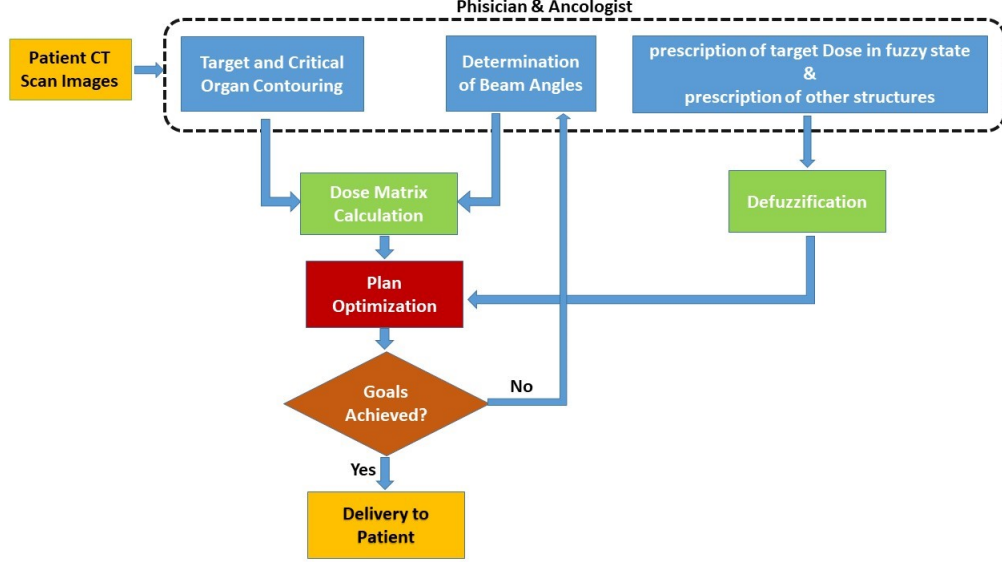 Phisician & Ancologist
Patient CT
Scan Images
Target and Critical
Organ Contouring
Determination
of Beam Angles
prescription of target Dose in fuzzy state
&
prescription of other structures
Dose Matrix
Calculation
Defuzzification
Plan
Optimization
Goals
Achieved?
No
Yes
Delivery to
Patient